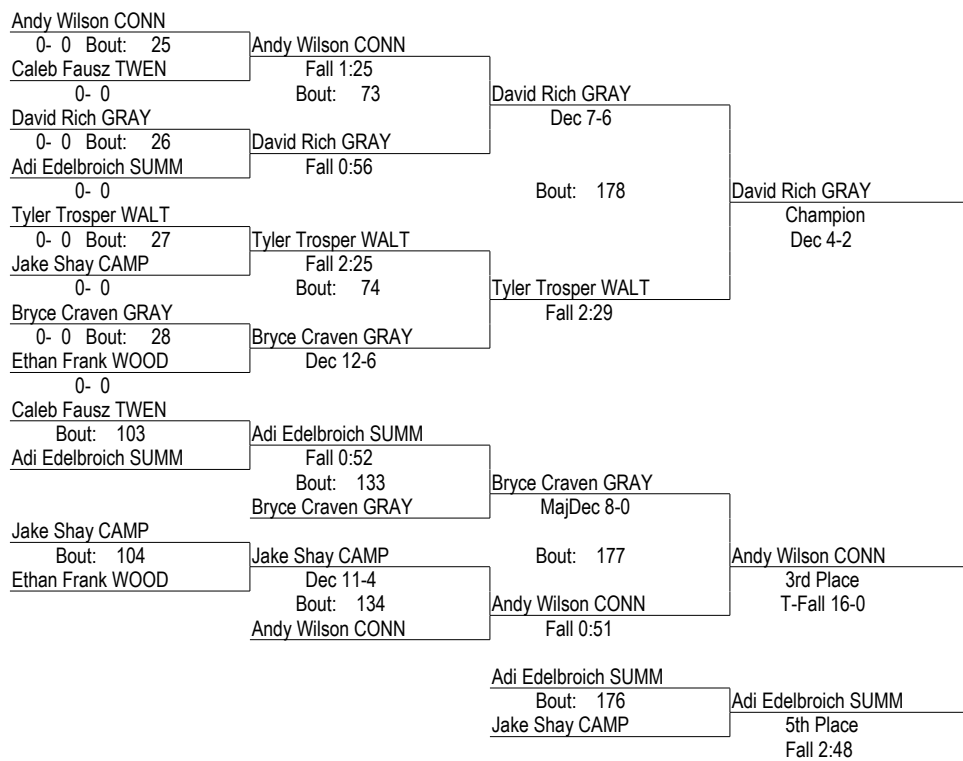 Andy Wilson CONN
0- 0 Bout: 25 Andy Wilson CONN
Caleb Fausz TWEN Fall 1:25
0- 0 Bout: 73 David Rich GRAY
David Rich GRAY Dec 7-6
0- 0 Bout: 26 David Rich GRAY
Adi Edelbroich SUMM Fall 0:56
0- 0 Bout: 178 David Rich GRAY
Tyler Trosper WALT Champion
0- 0 Bout: 27 Tyler Trosper WALT Dec 4-2
Jake Shay CAMP Fall 2:25
0- 0 Bout: 74 Tyler Trosper WALT
Bryce Craven GRAY Fall 2:29
0- 0 Bout: 28 Bryce Craven GRAY
Ethan Frank WOOD Dec 12-6
0- 0
Caleb Fausz TWEN
Bout: 103 Adi Edelbroich SUMM
Adi Edelbroich SUMM Fall 0:52
Bout: 133 Bryce Craven GRAY
Bryce Craven GRAY MajDec 8-0
Jake Shay CAMP
Bout: 104 Jake Shay CAMP Bout: 177 Andy Wilson CONN
Ethan Frank WOOD Dec 11-4 3rd Place
Bout: 134 Andy Wilson CONN T-Fall 16-0
Andy Wilson CONN Fall 0:51
Adi Edelbroich SUMM
Bout: 176 Adi Edelbroich SUMM
Jake Shay CAMP 5th Place
Fall 2:48